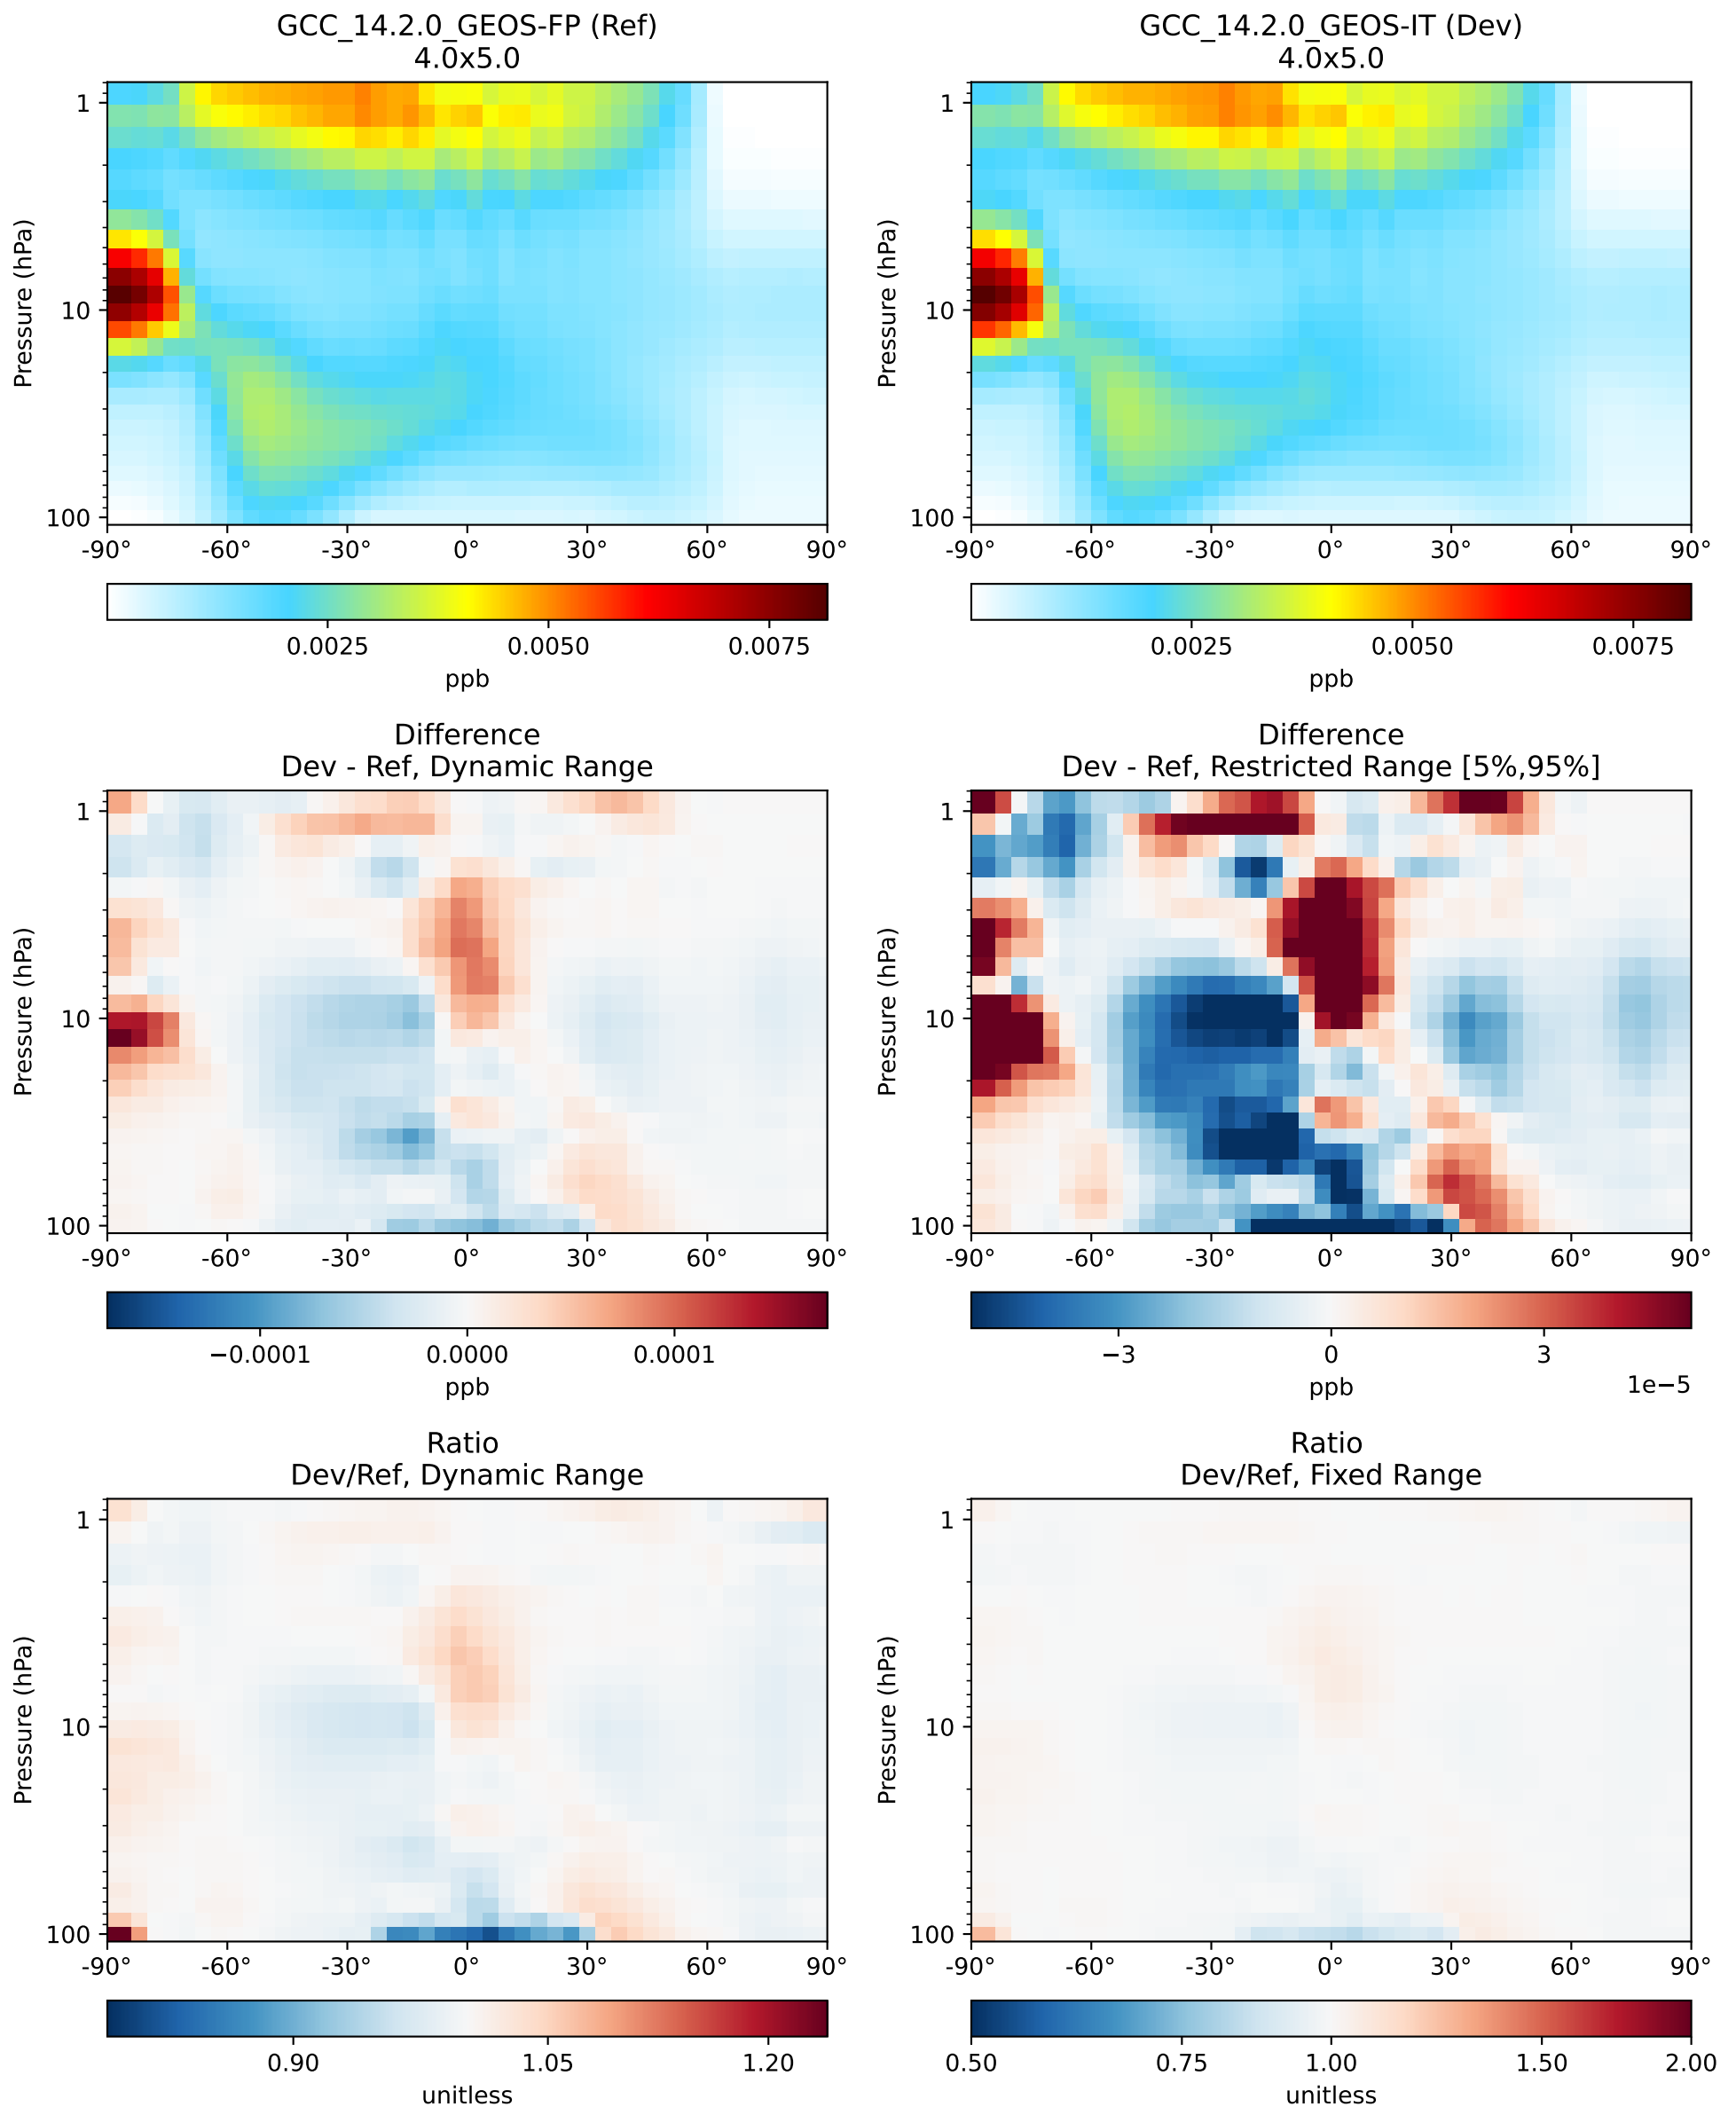 GCC_14.2.0_GEOS-FP (Ref)
4.0x5.0
GCC_14.2.0_GEOS-IT (Dev)
4.0x5.0
Pressure (hPa)
1
10
100
-90° -60° -30° 0° 30° 60° 90°
0.0025 0.0050 0.0075
ppb
Pressure (hPa)
1
10
100
-90° -60° -30° 0° 30° 60° 90°
0.0025 0.0050 0.0075
ppb
Difference
Dev - Ref, Dynamic Range
Pressure (hPa)
1
10
100
-90° -60° -30° 0° 30° 60° 90°
−0.0001 0.0000 0.0001
ppb
Difference
Dev - Ref, Restricted Range [5%,95%]
Pressure (hPa)
1
10
100
-90° -60° -30° 0° 30° 60° 90°
−3 0 3
1e−5
ppb
Ratio
Dev/Ref, Dynamic Range
Pressure (hPa)
1
10
100
-90° -60° -30° 0° 30° 60° 90°
0.90 1.05 1.20
unitless
Ratio
Dev/Ref, Fixed Range
Pressure (hPa)
1
10
100
-90° -60° -30° 0° 30° 60° 90°
0.50 0.75 1.00 1.50 2.00
unitless